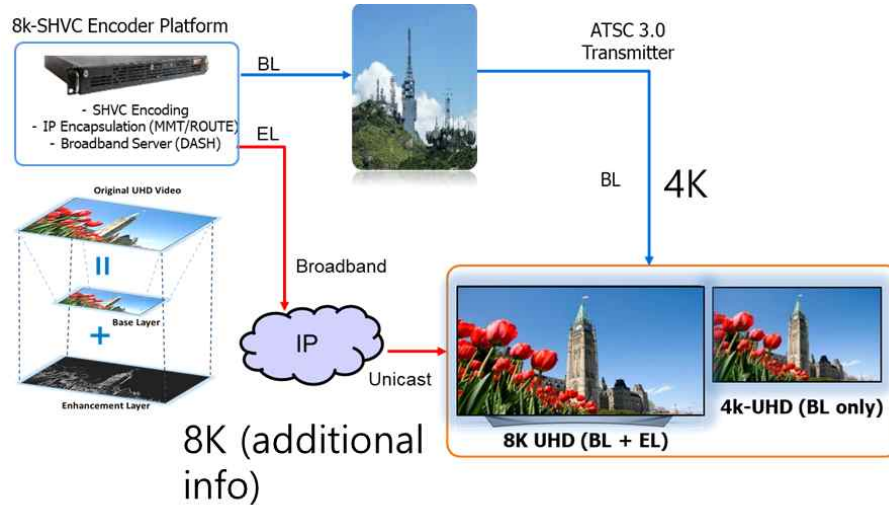 8k-SHVC Encoder Platform
- SHVC Encoding
- IP Encapsulation (MMT/ROUTE)
- Broadband Server (DASH)
BL
EL
ATSC 3.0
Transmitter
BL
4K
Original UHD Video
Base Layer
Enhancement Layer
Broadband
IP
Unicast
8K (additional
info)
8K UHD (BL + EL)
4k-UHD (BL only)